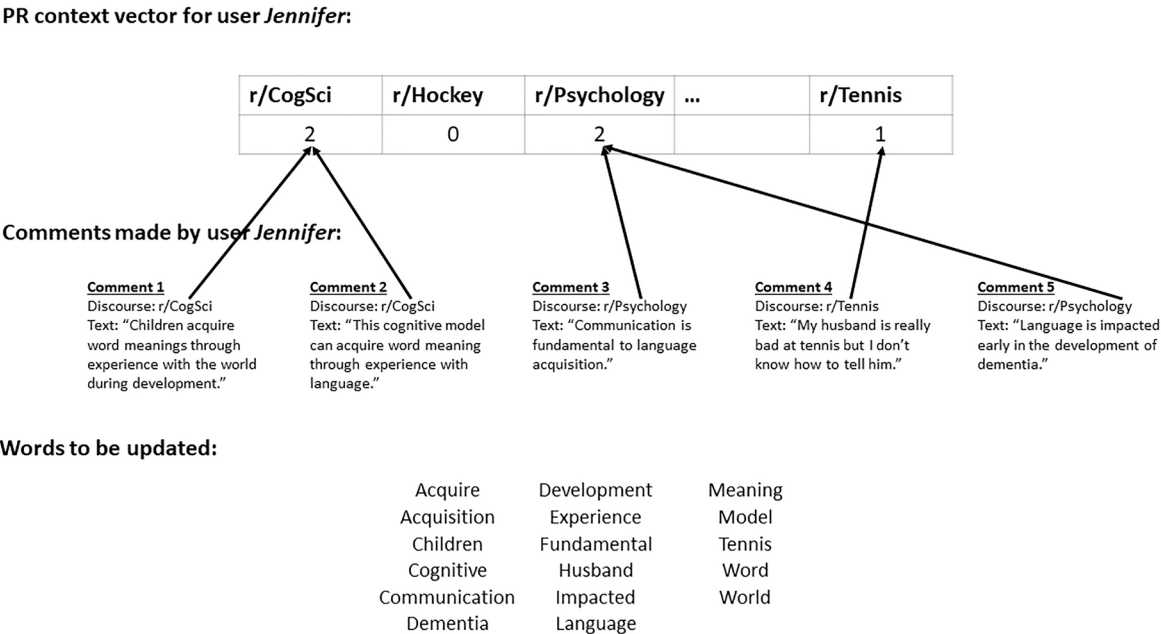 PR context vector for user Jennifer:
r/CogSci r/Hockey r/Psychology ... r/Tennis
2 0 2 1
Comments made by user Jennifer:
Comment 1
Discourse: r/CogSci
Text: “Children acquire
word meanings through
experience with the world
during development.”
Comment 2
Discourse: r/CogSci
Text: “This cognitive model
can acquire word meaning
through experience with
language.”
Comment 3
Discourse: r/Psychology
Text: “Communication is
fundamental to language
acquisition.”
Comment 4
Discourse: r/Tennis
Text: “My husband is really
bad at tennis but I don’t
know how to tell him.”
Comment 5
Discourse: r/Psychology
Text: “Language is impacted
early in the development of
dementia.”
Words to be updated:
Acquire Development Meaning
Acquisition Experience Model
Children Fundamental Tennis
Cognitive Husband Word
Communication Impacted World
Dementia Language